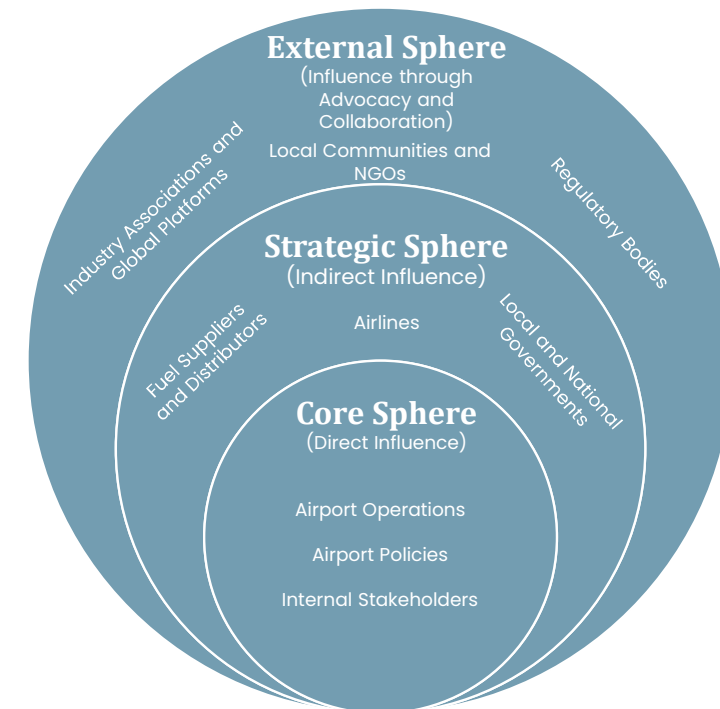 External Sphere
(Influence through
Advocacy and
Collaboration)
Local Communities and
NGOs
Industry Associations and
Global Platforms
Regulatory Bodies
Strategic Sphere
(Indirect Influence)
Airlines
Fuel Suppliers
and Distributors
Local and National
Governments
Core Sphere
(Direct Influence)
Airport Operations
Airport Policies
Internal Stakeholders